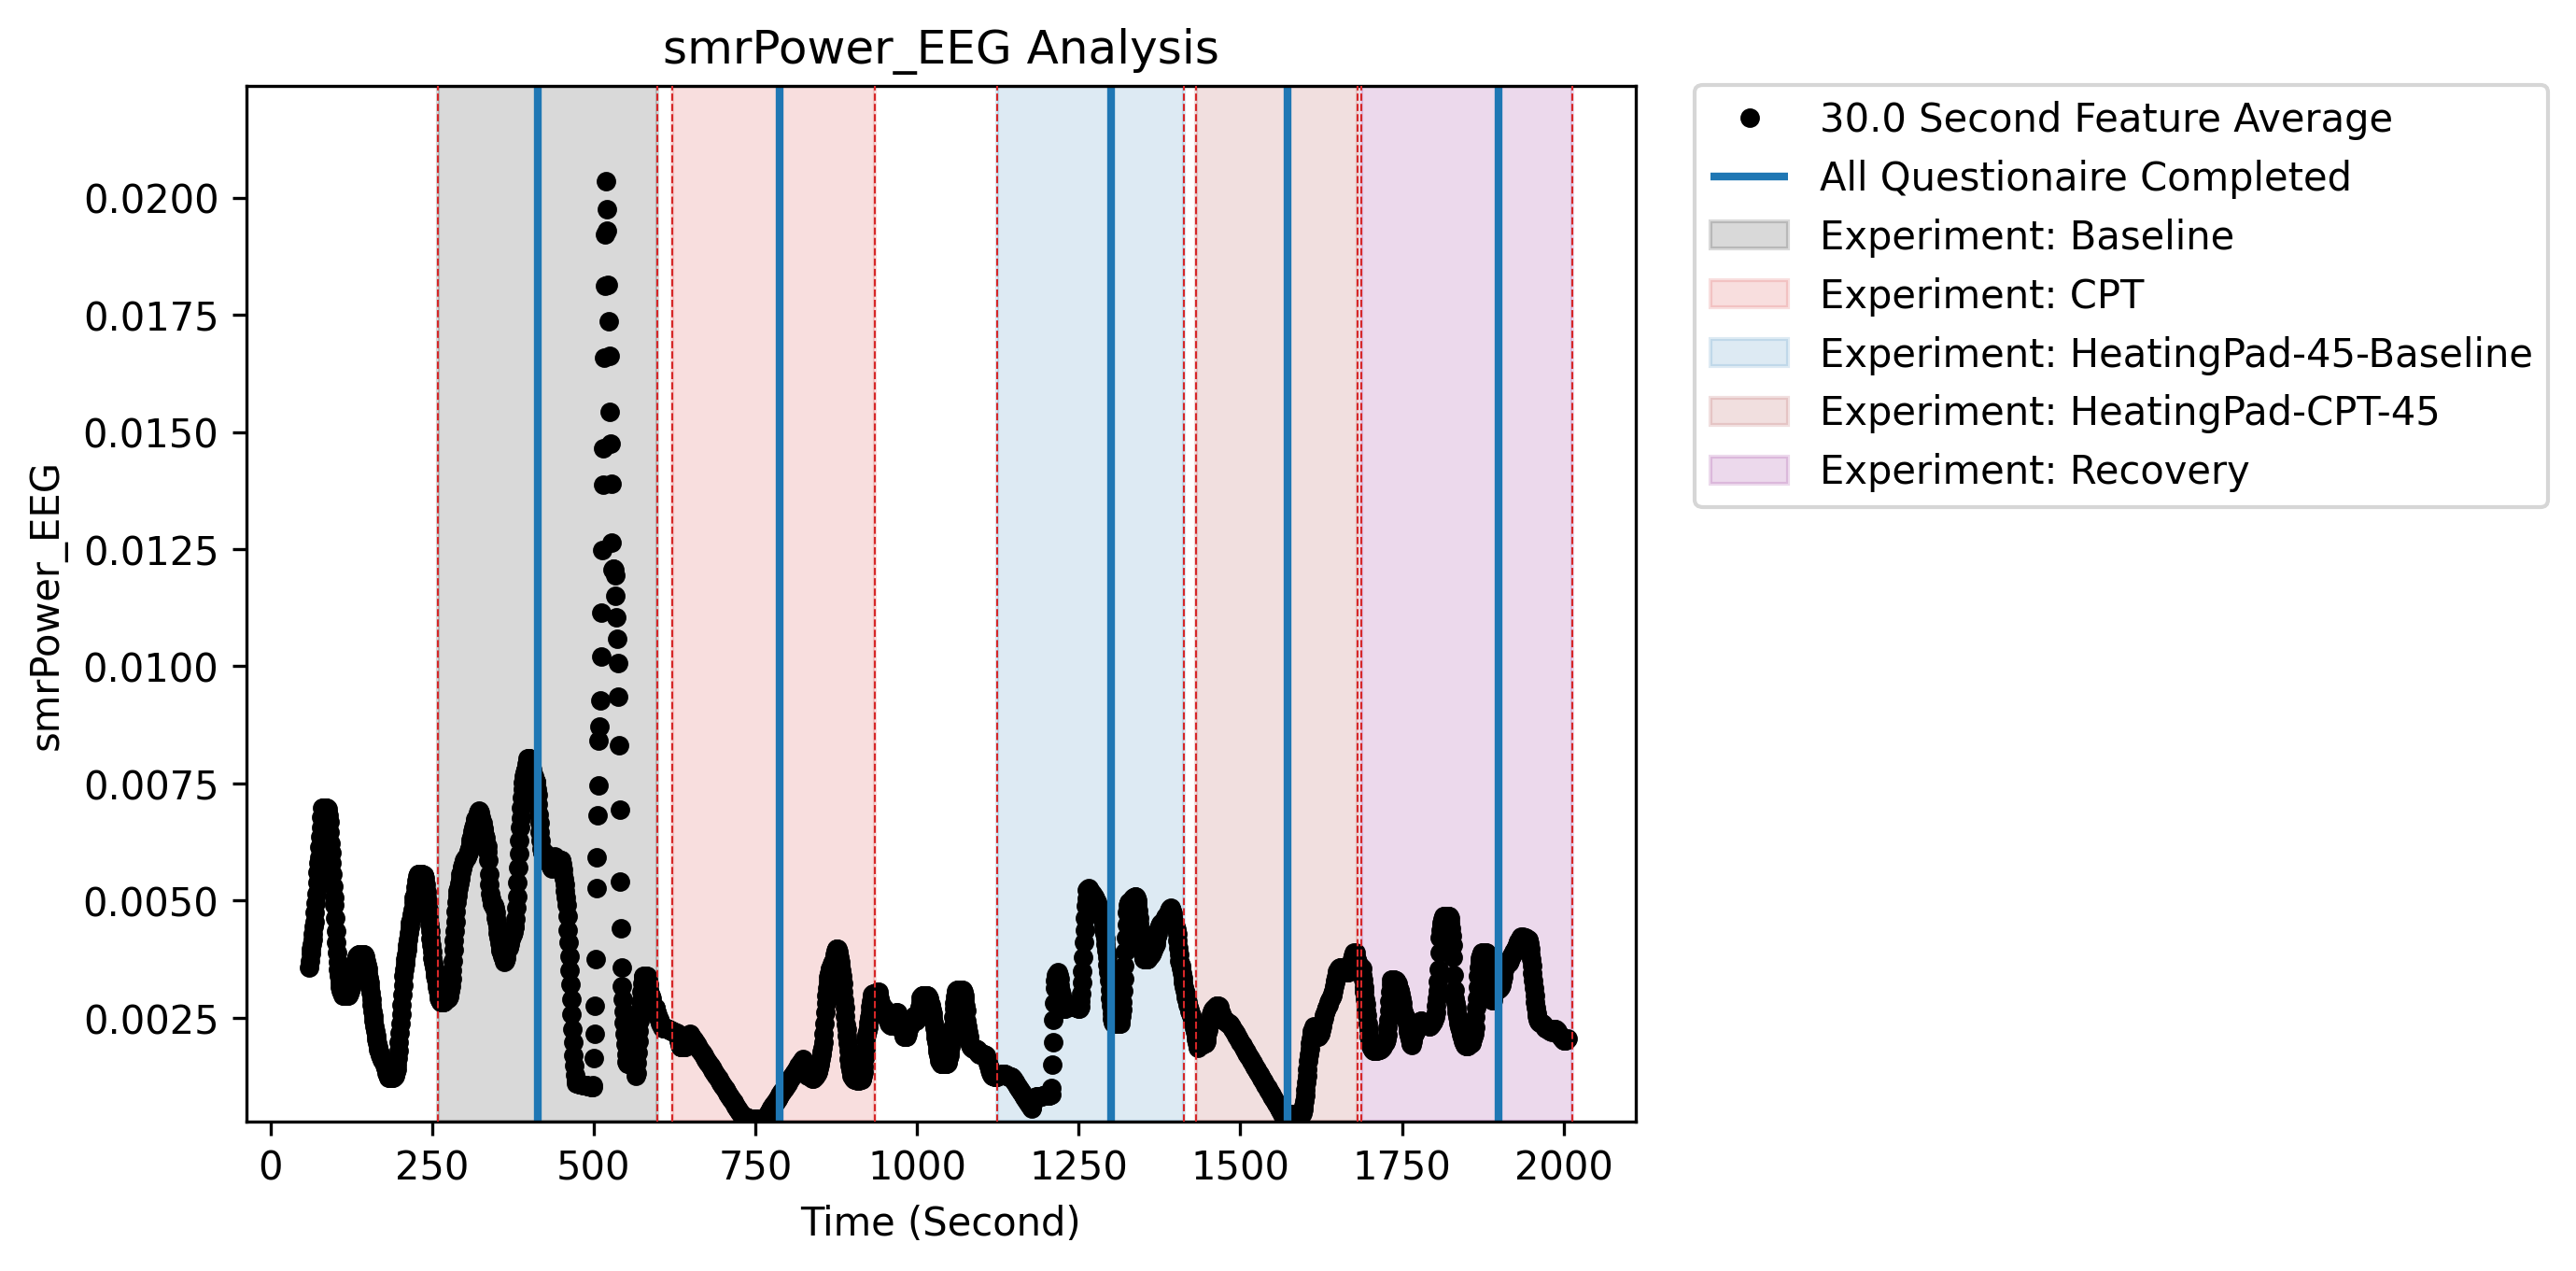 smrPower_EEG Analysis
smrPower_EEG
0.0200
0.0175
0.0150
0.0125
0.0100
0.0075
0.0050
0.0025
0 250 500 750 1000 1250 1500 1750 2000
Time (Second)
30.0 Second Feature Average
All Questionaire Completed
Experiment: Baseline
Experiment: CPT
Experiment: HeatingPad-45-Baseline
Experiment: HeatingPad-CPT-45
Experiment: Recovery